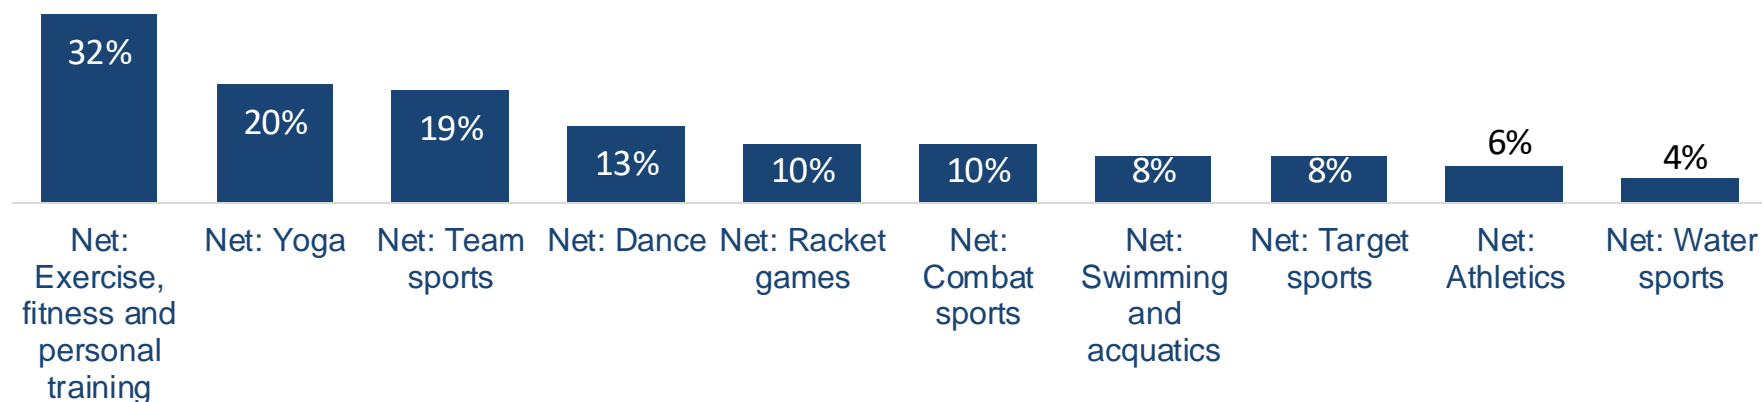 32%
20%
19%
13%
10%
10%
8%
8%
6%
4%
Net:
Exercise,
fitness and
personal
training
Net: Yoga
Net: Team
sports
Net: Dance
Net: Racket
games
Net:
Combat
sports
Net:
Swimming
and
acquatics
Net: Target
sports
Net:
Athletics
Net: Water
sports